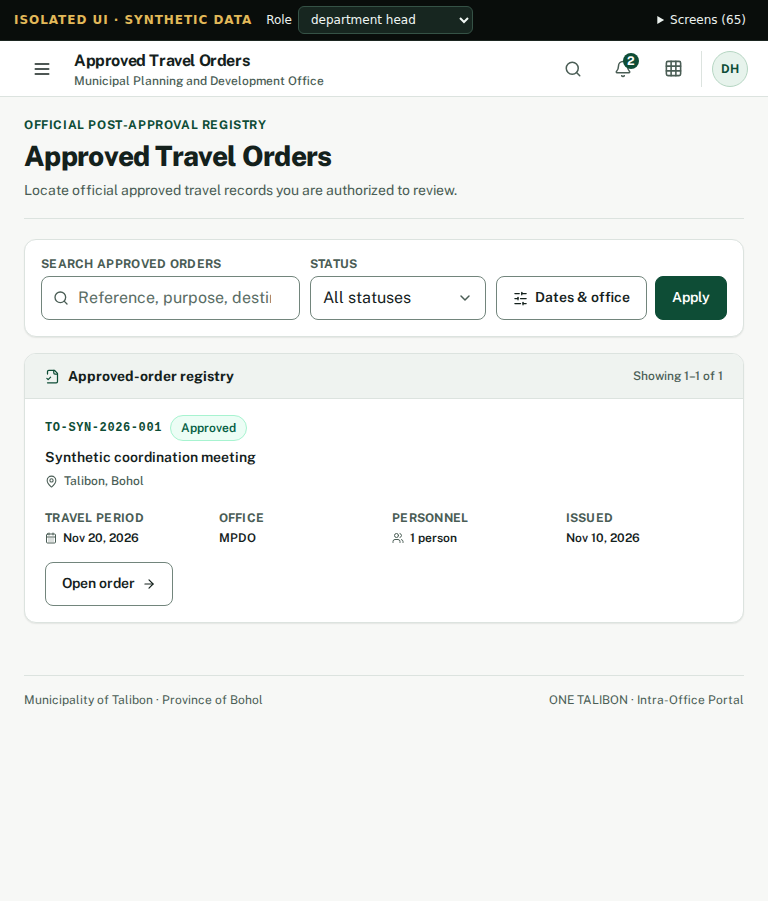 ISOLATED UI · SYNTHETIC DATA Role department head Screens (65)
Approved Travel Orders
Municipal Planning and Development Office
2
DH
OFFICIAL POST-APPROVAL REGISTRY
Approved Travel Orders
Locate official approved travel records you are authorized to review.
SEARCH APPROVED ORDERS STATUS
Reference, purpose, desti All statuses Dates & office Apply
Approved-order registry Showing 1–1 of 1
TO-SYN-2026-001 Approved
Synthetic coordination meeting
Talibon, Bohol
TRAVEL PERIOD OFFICE PERSONNEL ISSUED
Nov 20, 2026 MPDO 1 person Nov 10, 2026
Open order
Municipality of Talibon · Province of Bohol ONE TALIBON · Intra-Office Portal